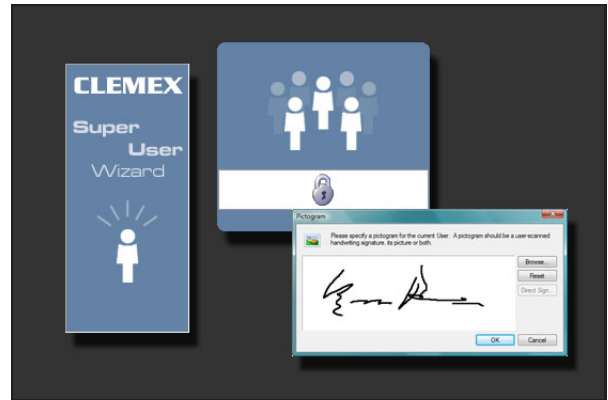 CLEMEX
Super
User
Wizard
Pictogram
Please specify a pictogram for the current User. A pictogram should be a user-scanned
handwriting signature, its picture or both.
Browse...
Reset
Direct Sign...
OK
Cancel